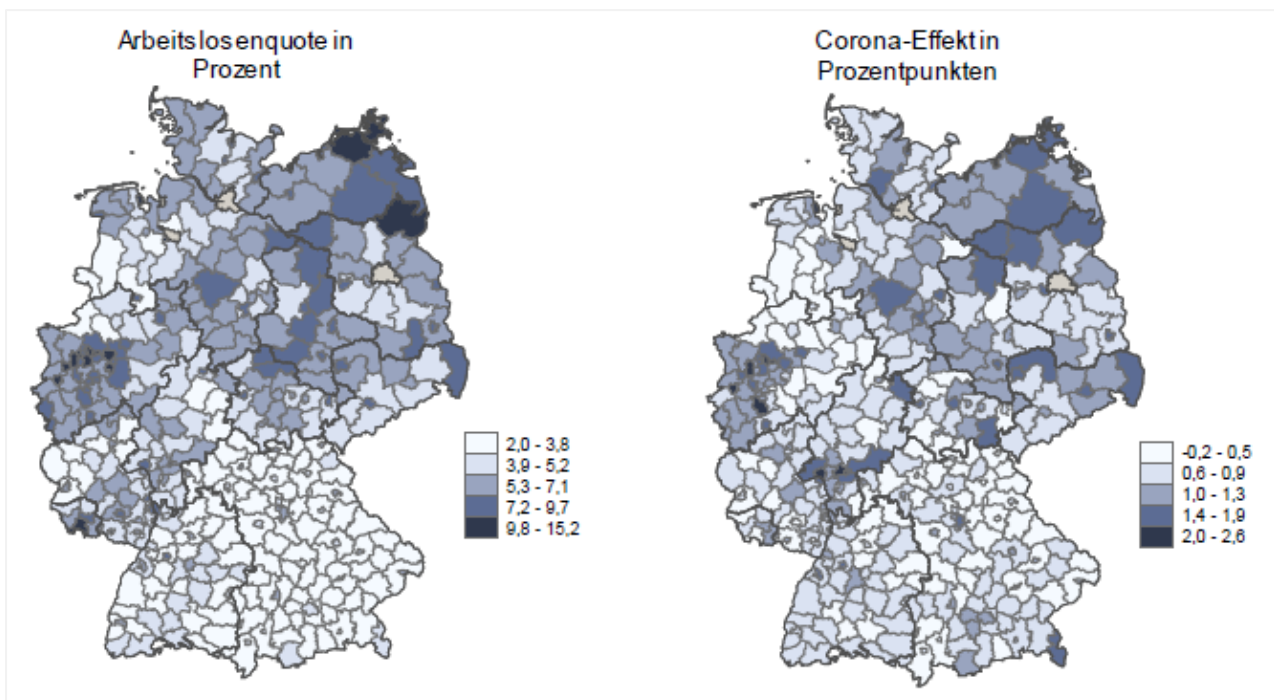 Arbeitslosenquote in
Prozent
Corona-Effekt in
Prozentpunkten
2,0 - 3,8
3,9 - 5,2
5,3 - 7,1
7,2 - 9,7
9,8 - 15,2
-0,2 - 0,5
0,6 - 0,9
1,0 - 1,3
1,4 - 1,9
2,0 - 2,6